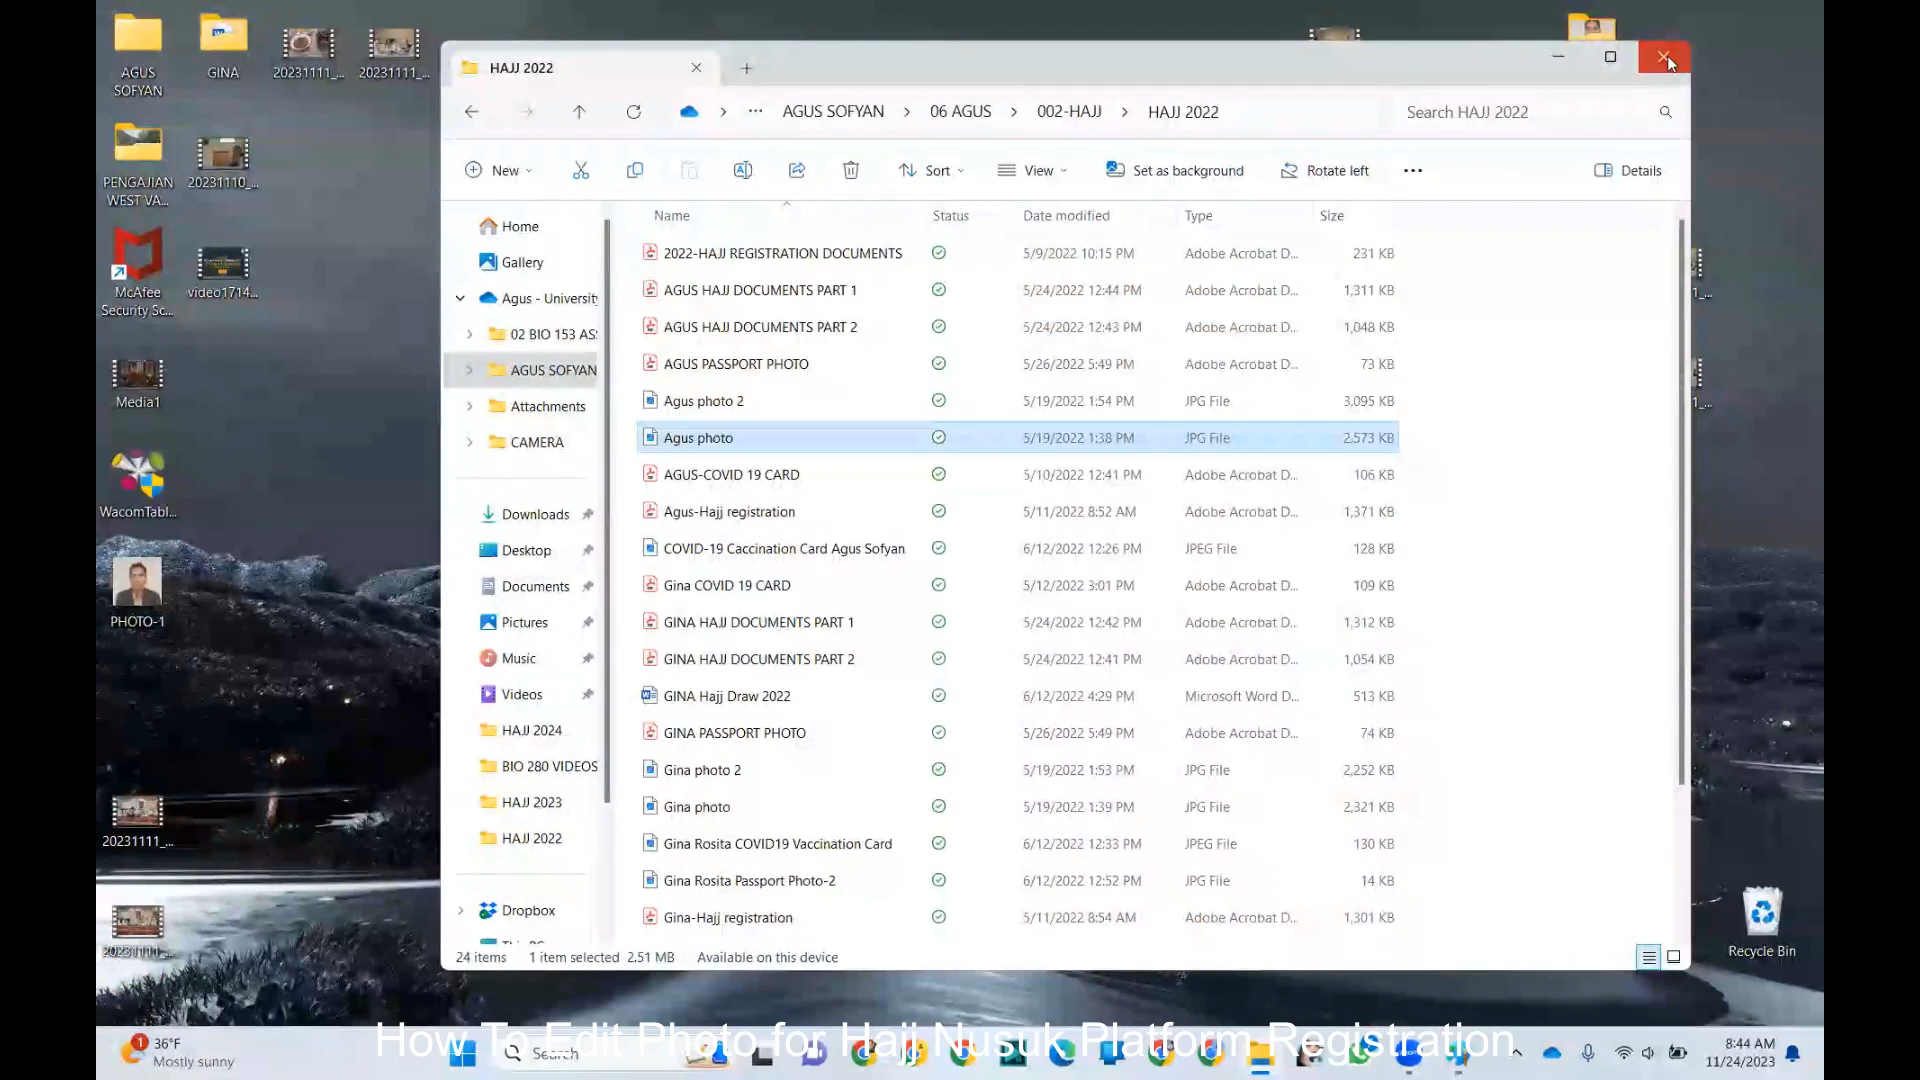 AGUS SOFYAN
GINA
20231111_...
20231111_...
PENGAJIAN WEST VA...
20231110_...
McAfee Security Sc...
video1714...
Media1
WacomTabl...
PHOTO-1
20231111_...
20231111_...
HAJJ 2022
AGUS SOFYAN > 06 AGUS > 002-HAJJ > HAJJ 2022
Search HAJJ 2022
New
Sort
View
Set as background
Rotate left
Details
Home
Gallery
Agus - University
02 BIO 153 AS
AGUS SOFYAN
Attachments
CAMERA
Downloads
Desktop
Documents
Pictures
Music
Videos
HAJJ 2024
BIO 280 VIDEOS
HAJJ 2023
HAJJ 2022
Dropbox
Name Status Date modified Type Size
2022-HAJJ REGISTRATION DOCUMENTS 5/9/2022 10:15 PM Adobe Acrobat D... 231 KB
AGUS HAJJ DOCUMENTS PART 1 5/24/2022 12:44 PM Adobe Acrobat D... 1,311 KB
AGUS HAJJ DOCUMENTS PART 2 5/24/2022 12:43 PM Adobe Acrobat D... 1,048 KB
AGUS PASSPORT PHOTO 5/26/2022 5:49 PM Adobe Acrobat D... 73 KB
Agus photo 2 5/19/2022 1:54 PM JPG File 3,095 KB
Agus photo 5/19/2022 1:38 PM JPG File 2,573 KB
AGUS-COVID 19 CARD 5/10/2022 12:41 PM Adobe Acrobat D... 106 KB
Agus-Hajj registration 5/11/2022 8:52 AM Adobe Acrobat D... 1,371 KB
COVID-19 Caccination Card Agus Sofyan 6/12/2022 12:26 PM JPEG File 128 KB
Gina COVID 19 CARD 5/12/2022 3:01 PM Adobe Acrobat D... 109 KB
GINA HAJJ DOCUMENTS PART 1 5/24/2022 12:42 PM Adobe Acrobat D... 1,312 KB
GINA HAJJ DOCUMENTS PART 2 5/24/2022 12:41 PM Adobe Acrobat D... 1,054 KB
GINA Hajj Draw 2022 6/12/2022 4:29 PM Microsoft Word D... 513 KB
GINA PASSPORT PHOTO 5/26/2022 5:49 PM Adobe Acrobat D... 74 KB
Gina photo 2 5/19/2022 1:53 PM JPG File 2,252 KB
Gina photo 5/19/2022 1:39 PM JPG File 2,321 KB
Gina Rosita COVID19 Vaccination Card 6/12/2022 12:33 PM JPEG File 130 KB
Gina Rosita Passport Photo-2 6/12/2022 12:52 PM JPG File 14 KB
Gina-Hajj registration 5/11/2022 8:54 AM Adobe Acrobat D... 1,301 KB
24 items 1 item selected 2.51 MB Available on this device
Recycle Bin
1
36°F
Mostly sunny
Search
How To Edit Photo for Hajj Nusuk Platform Registration
8:44 AM
11/24/2023